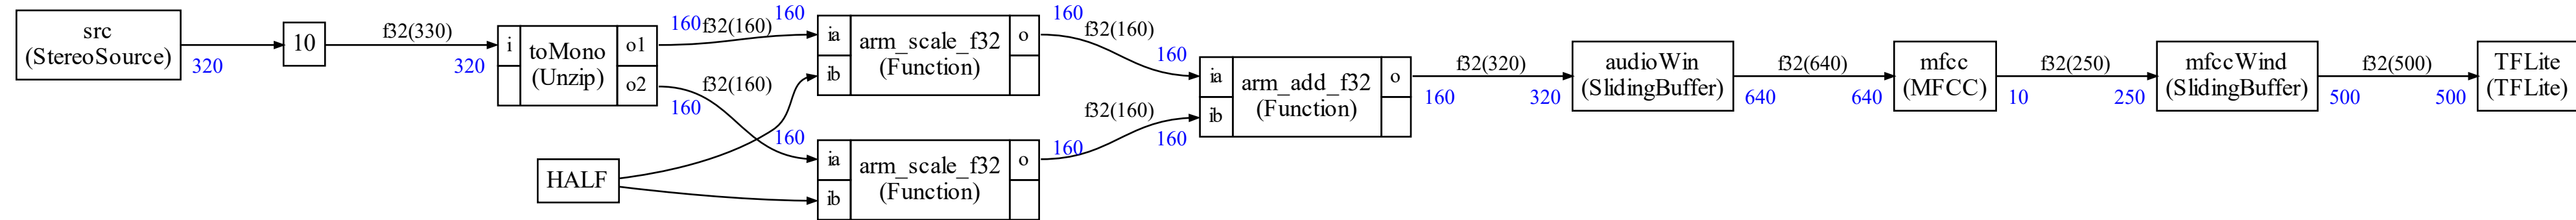 src
(StereoSource)
320
10
f32(330)
320
i
toMono
(Unzip)
o1
o2
160
f32(160)
160
f32(160)
160
160
HALF
ia
ib
arm_scale_f32
(Function)
o
160
f32(160)
160
ia
ib
arm_scale_f32
(Function)
o
160
f32(160)
160
ia
ib
arm_add_f32
(Function)
o
160
f32(320)
320
audioWin
(SlidingBuffer)
640
f32(640)
640
mfcc
(MFCC)
10
f32(250)
250
mfccWind
(SlidingBuffer)
500
f32(500)
500
TFLite
(TFLite)